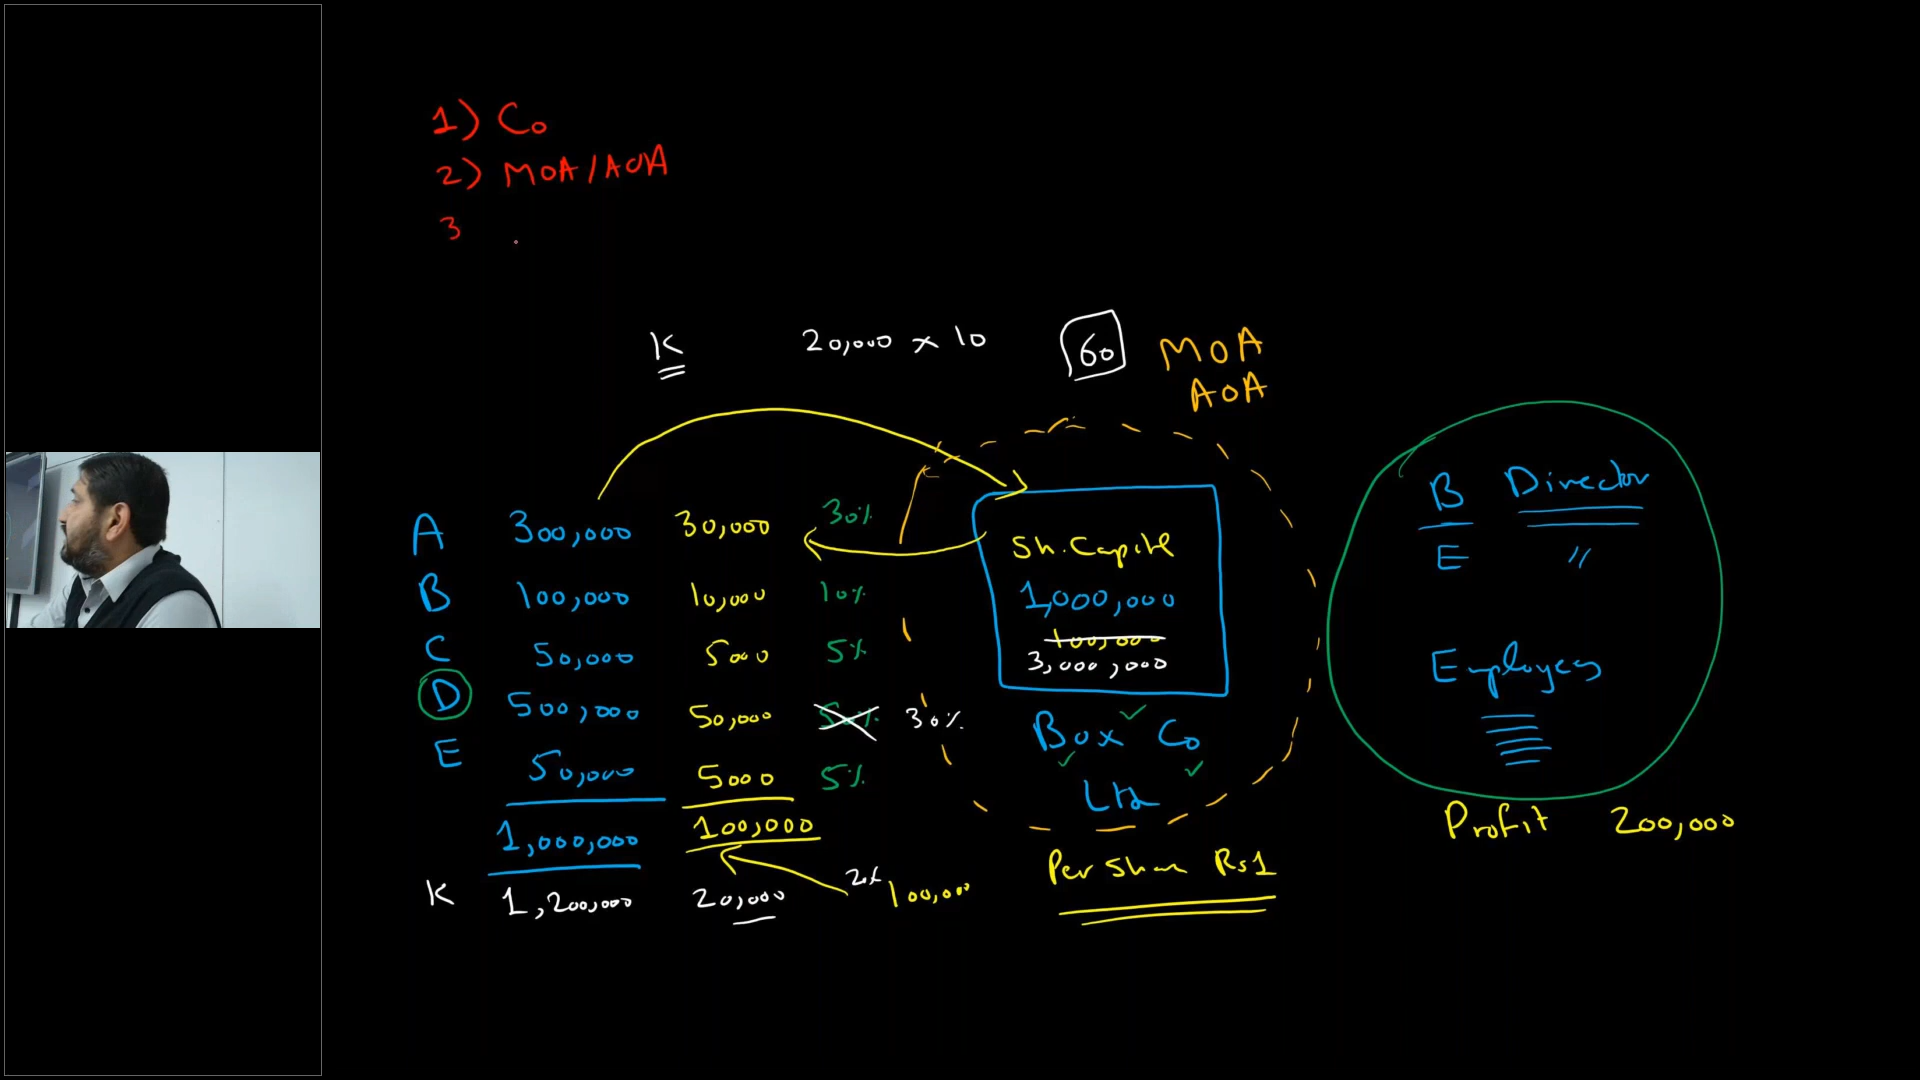 1) Co
2) MOA/AOA
3
K 20,000 x 10 60 MOA
AOA
A 300,000 30,000 30%
B 100,000 10,000 10%
C 50,000 5000 5%
D 500,000 50,000 50% 30%
E 50,000 5000 5%
1,000,000 100,000
K 1,200,000 20,000 100,000
Sh. Capital
1,000,000
100,000
3,000,000
Box Co
Ltd
Per Share Rs1
B Director
E "
Employees
Profit 200,000